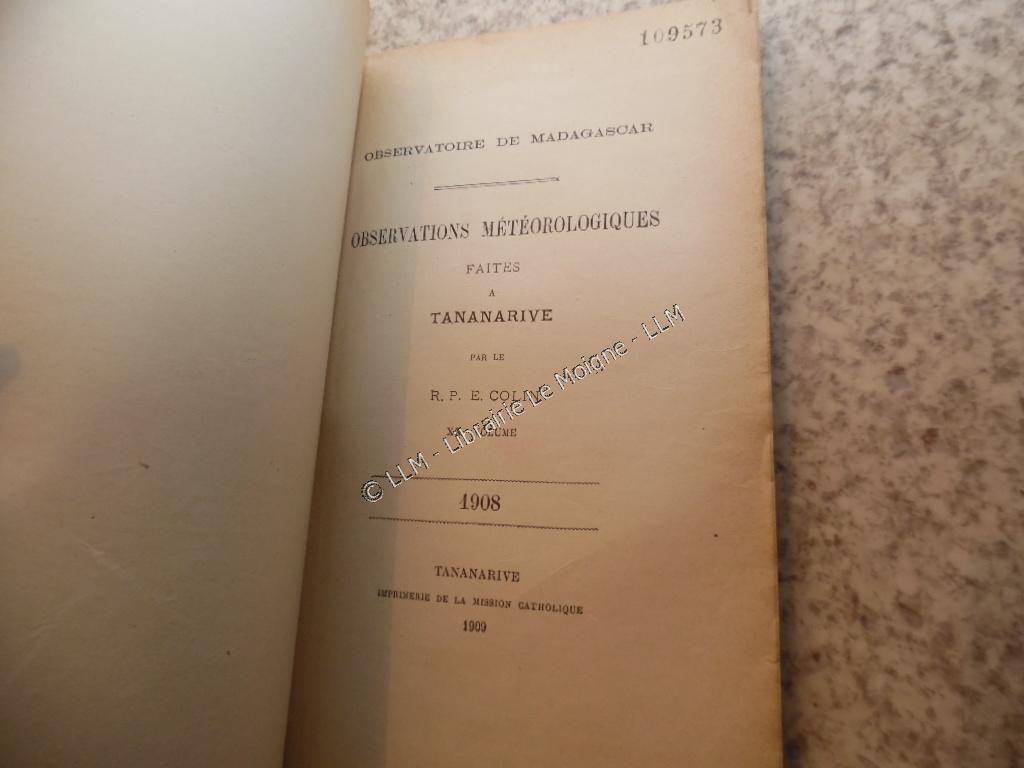 109573
OBSERVATOIRE DE MADAGASCAR
OBSERVATIONS MÉTÉOROLOGIQUES
FAITES
A
TANANARIVE
PAR LE
R. P. E.
VOLUME
1908
TANANARIVE
IMPRIMERIE DE LA MISSION CATHOLIQUE
1909
© LLM - Librairie Le Moigne - LLM